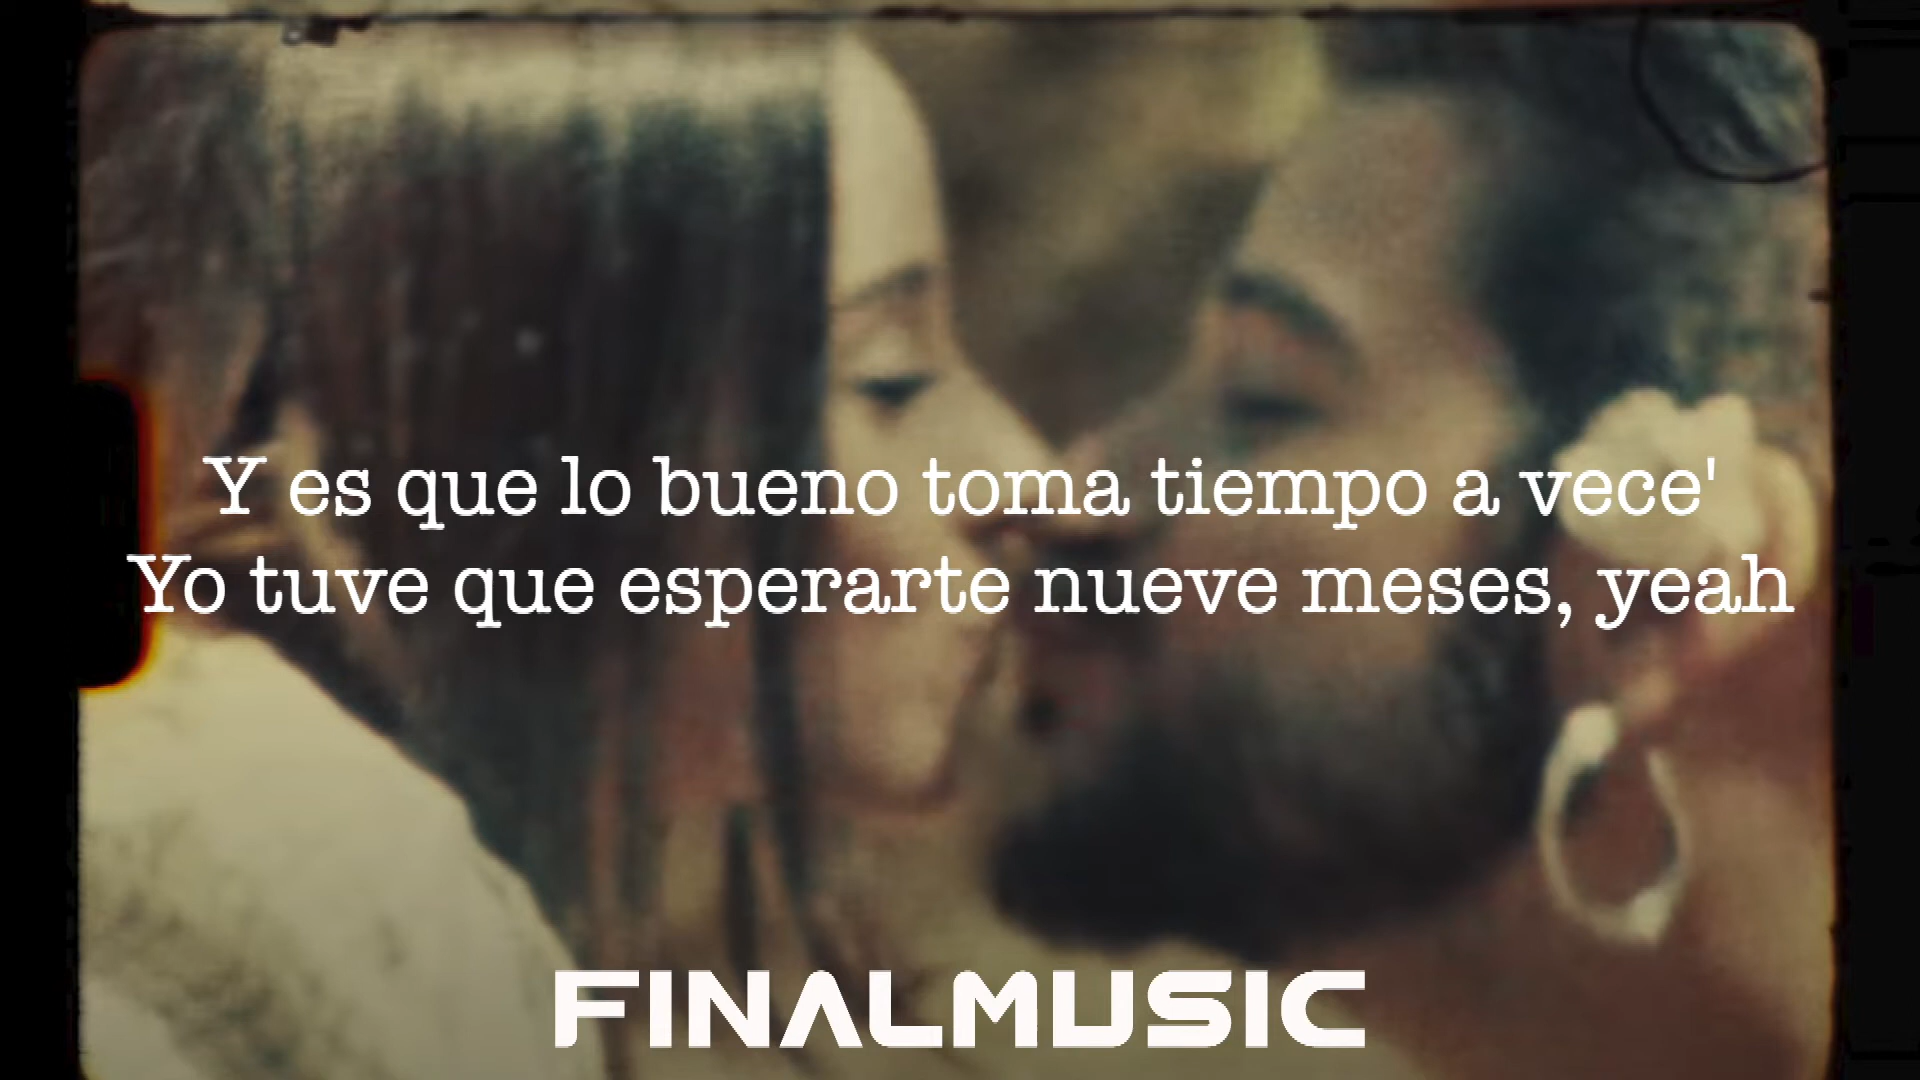 Y es que lo bueno toma tiempo a vece'
Yo tuve que esperarte nueve meses, yeah
FINALMUSIC